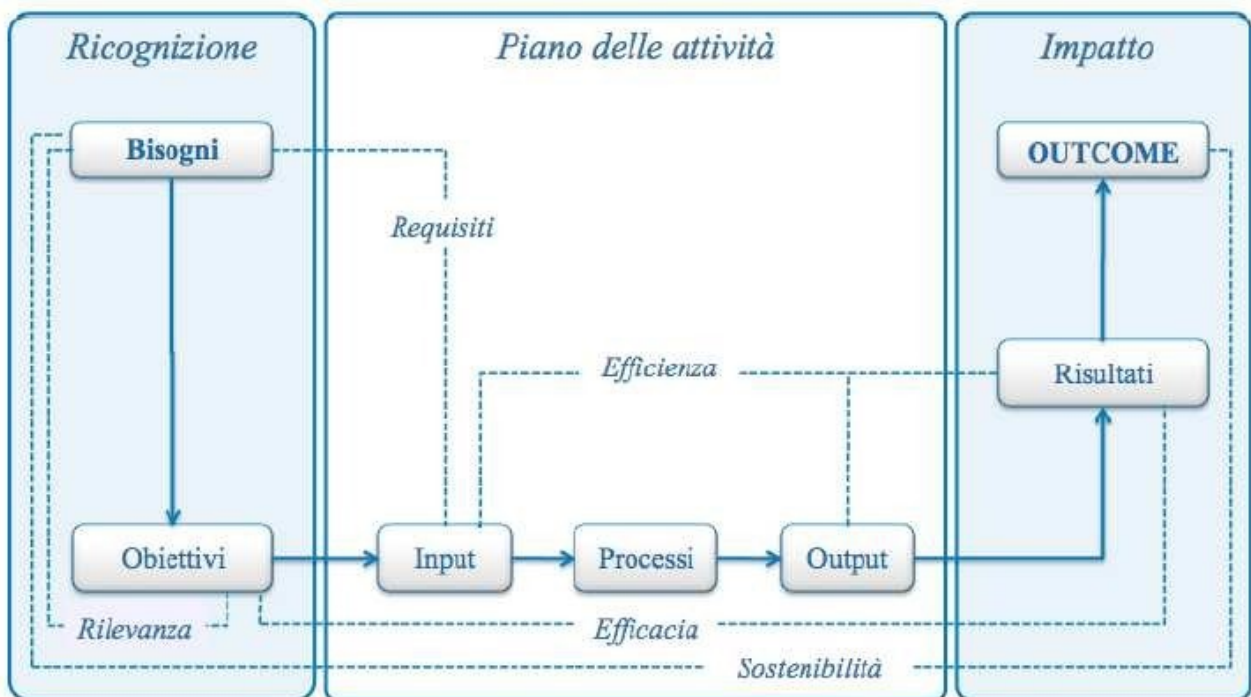 Ricognizione
Piano delle attività
Impatto
Bisogni
OUTCOME
Requisiti
Efficienza
Risultati
Obiettivi
Input
Processi
Output
Rilevanza
Efficacia
Sostenibilità